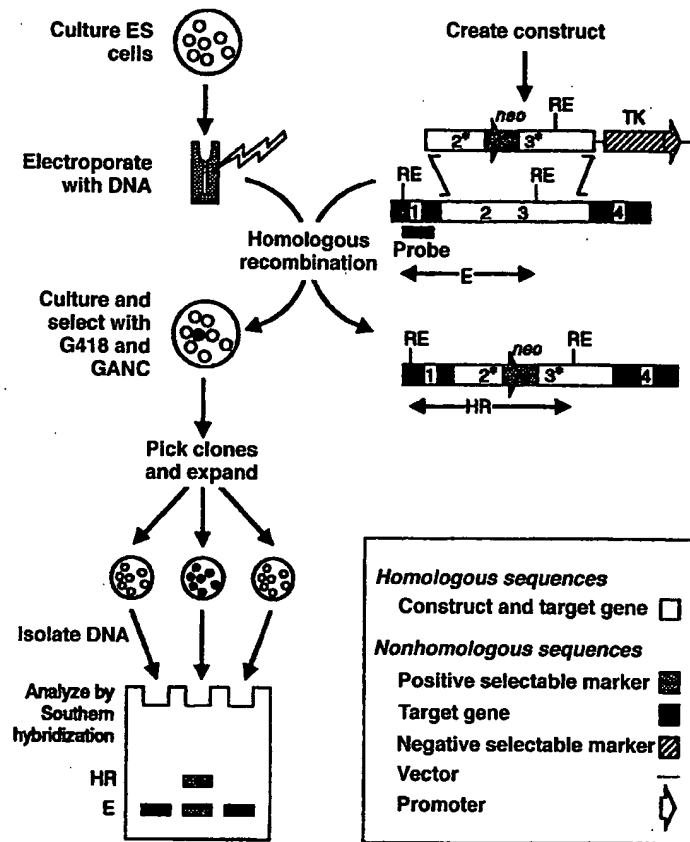 Culture ES
cells
Create construct
RE
neo
TK
2* 3*
Electroporate
with DNA
RE
RE
1 2 3 4
Probe
E
Homologous
recombination
Culture and
select with
G418 and
GANC
RE
neo
RE
1 2* 3* 4
HR
Pick clones
and expand
Isolate DNA
Analyze by
Southern
hybridization
HR
E
Homologous sequences
Construct and target gene
Nonhomologous sequences
Positive selectable marker
Target gene
Negative selectable marker
Vector
Promoter